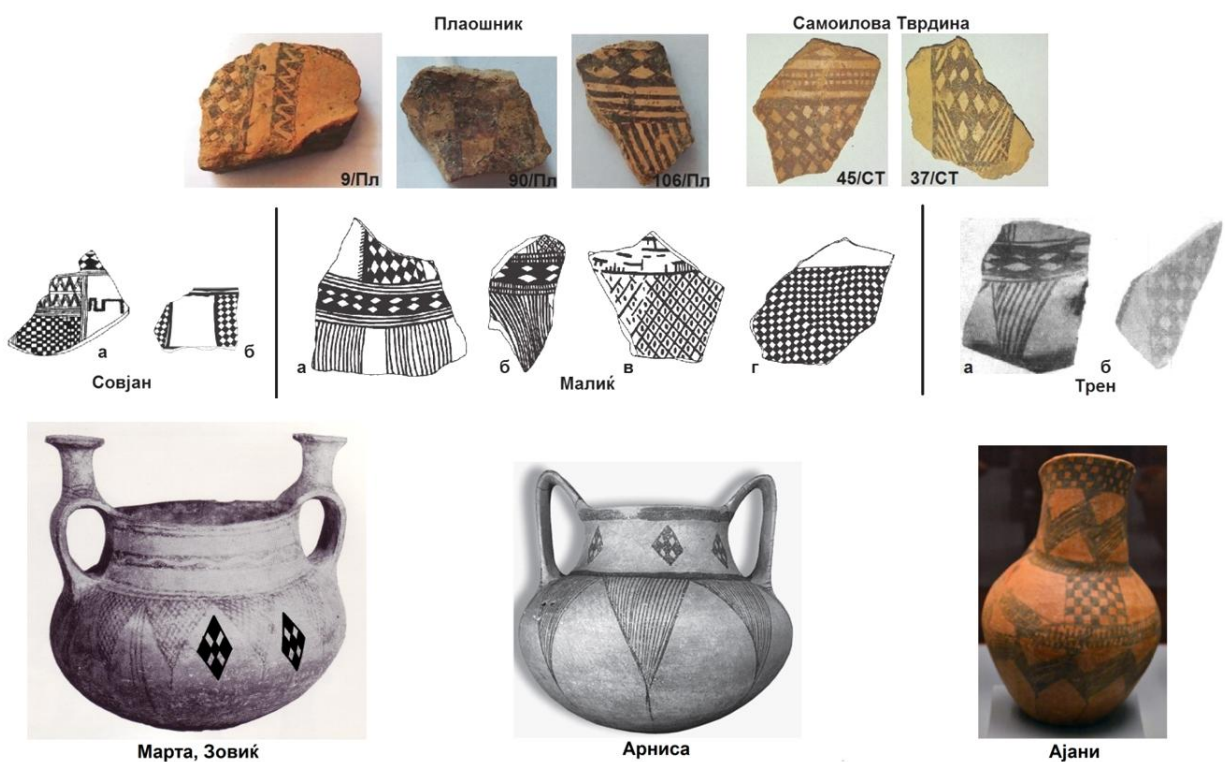 Плаошник
Самоилова Тврдина
9/Пл
90/Пл
106/Пл
45/СТ
37/СТ
а
б
Совјан
а
б
в
г
Малиќ
а
б
Трен
Марта, Зовиќ
Арниса
Ајани